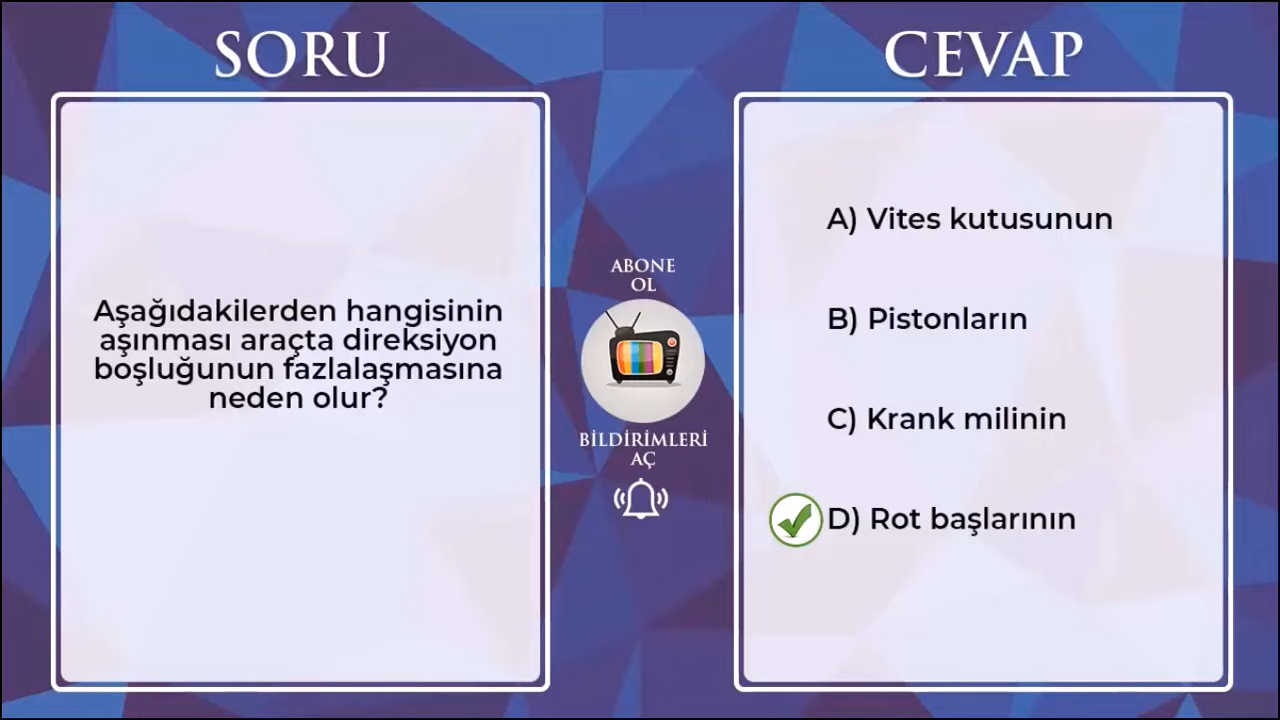 SORU
Aşağıdakilerden hangisinin
aşınması araçta direksiyon
boşluğunun fazlalaşmasına
neden olur?
ABONE
OL
BİLDİRİMLERİ
AÇ
CEVAP
A) Vites kutusunun
B) Pistonların
C) Krank milinin
D) Rot başlarının